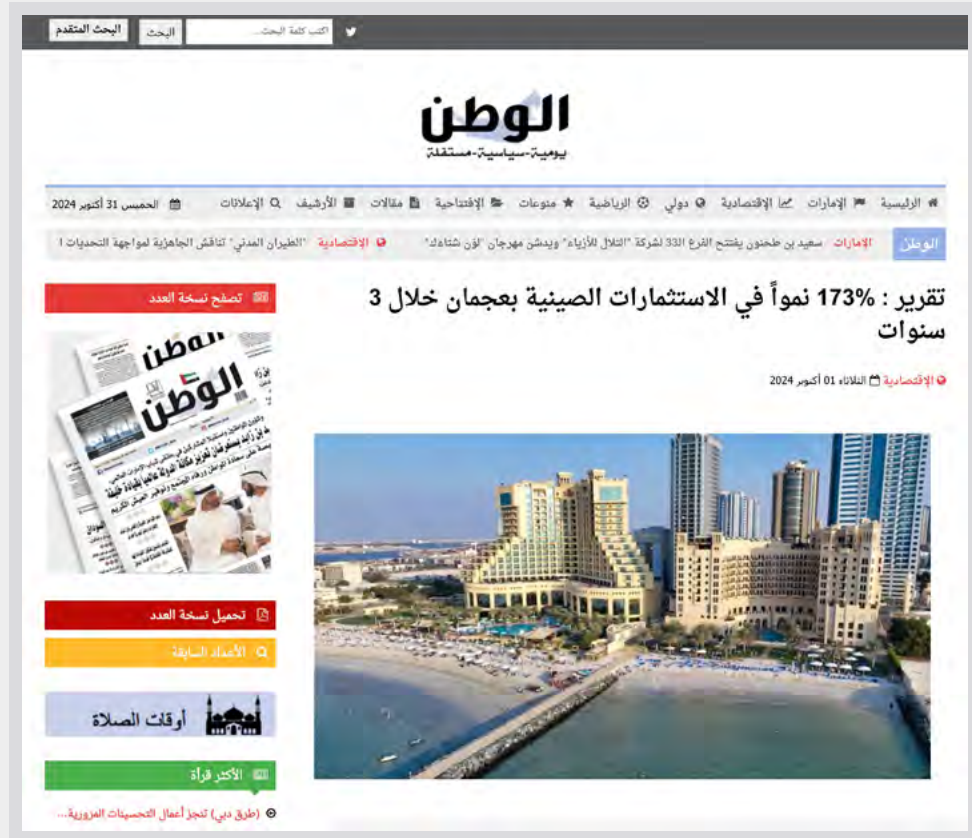 اكتب كلمة البحث... البحث البحث المتقدم
الوطن
يومية-سياسية-مستقلة
الرئيسية الإمارات الإقتصادية دولي الرياضية منوعات الإفتتاحية مقالات الأرشيف الإعلانات الخميس 31 أكتوبر 2024
الوطن الإمارات سعيد بن طحنون يفتتح الفرع الـ33 لشركة "التلال للأزياء" ويدشن مهرجان "لوّن شتاءك" الإقتصادية "الطيران المدني" تناقش الجاهزية لمواجهة التحديات ا
تقرير : 173% نمواً في الاستثمارات الصينية بعجمان خلال 3
سنوات
الإقتصادية الثلاثاء 01 أكتوبر 2024
تصفح نسخة العدد
الوطن
الوطن
تحميل نسخة العدد
الأعداد السابقة
أوقات الصلاة
الأكثر قرأة
(طرق دبي) تنجز أعمال التحسينات المرورية...